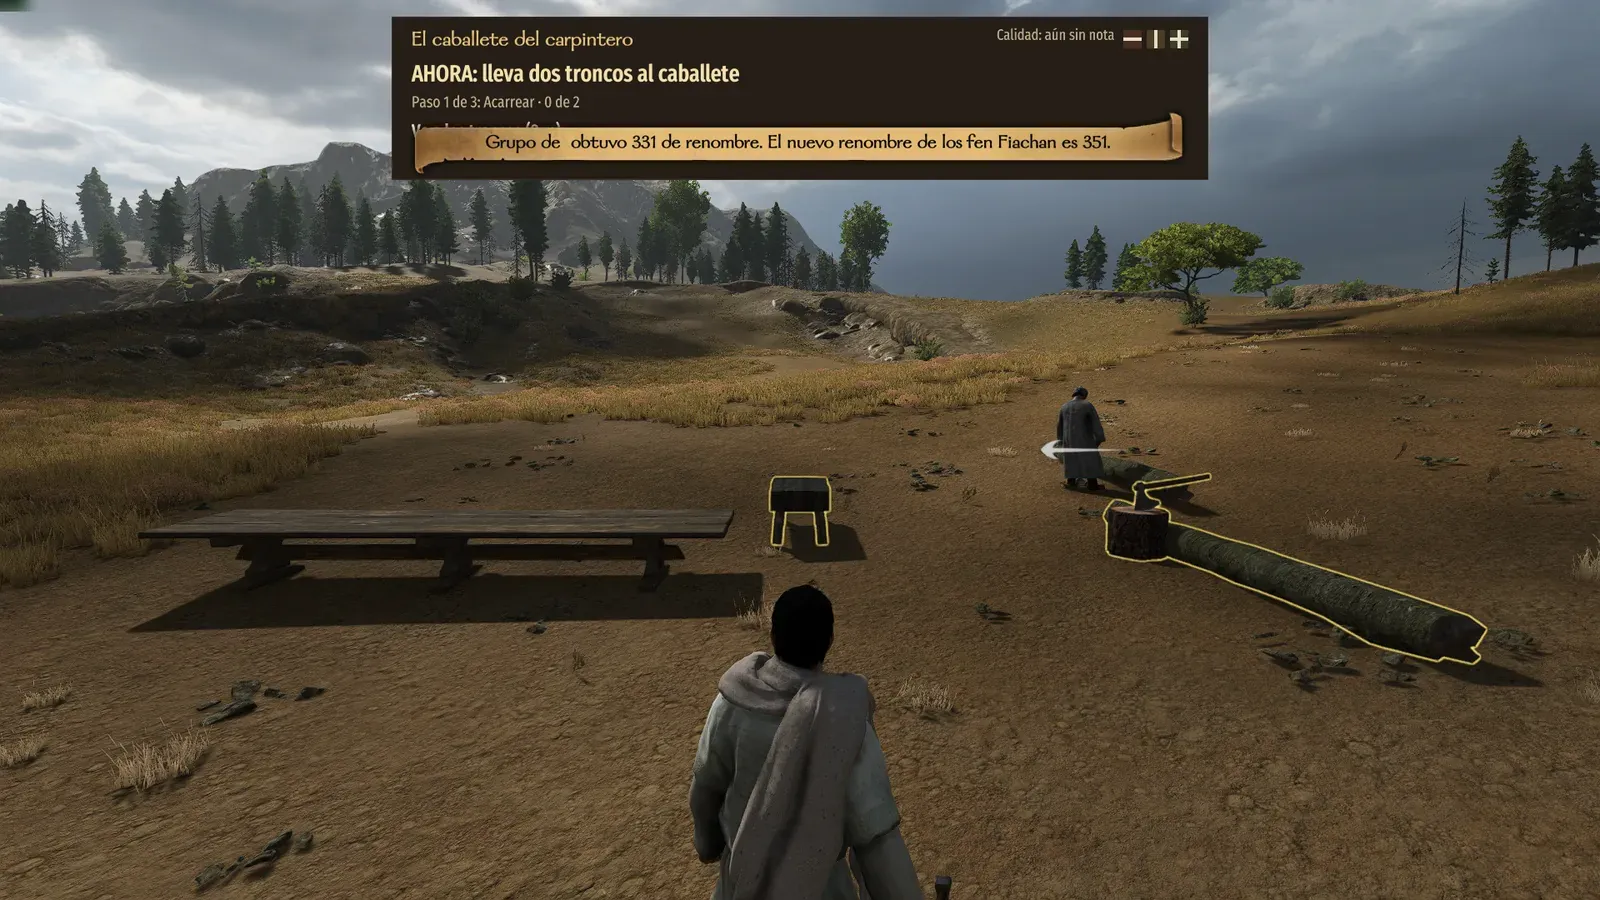 El caballete del carpintero
Calidad: aún sin nota
AHORA: lleva dos troncos al caballete
Paso 1 de 3: Acarrear · 0 de 2
Grupo de obtuvo 331 de renombre. El nuevo renombre de los fen Fiachan es 351.